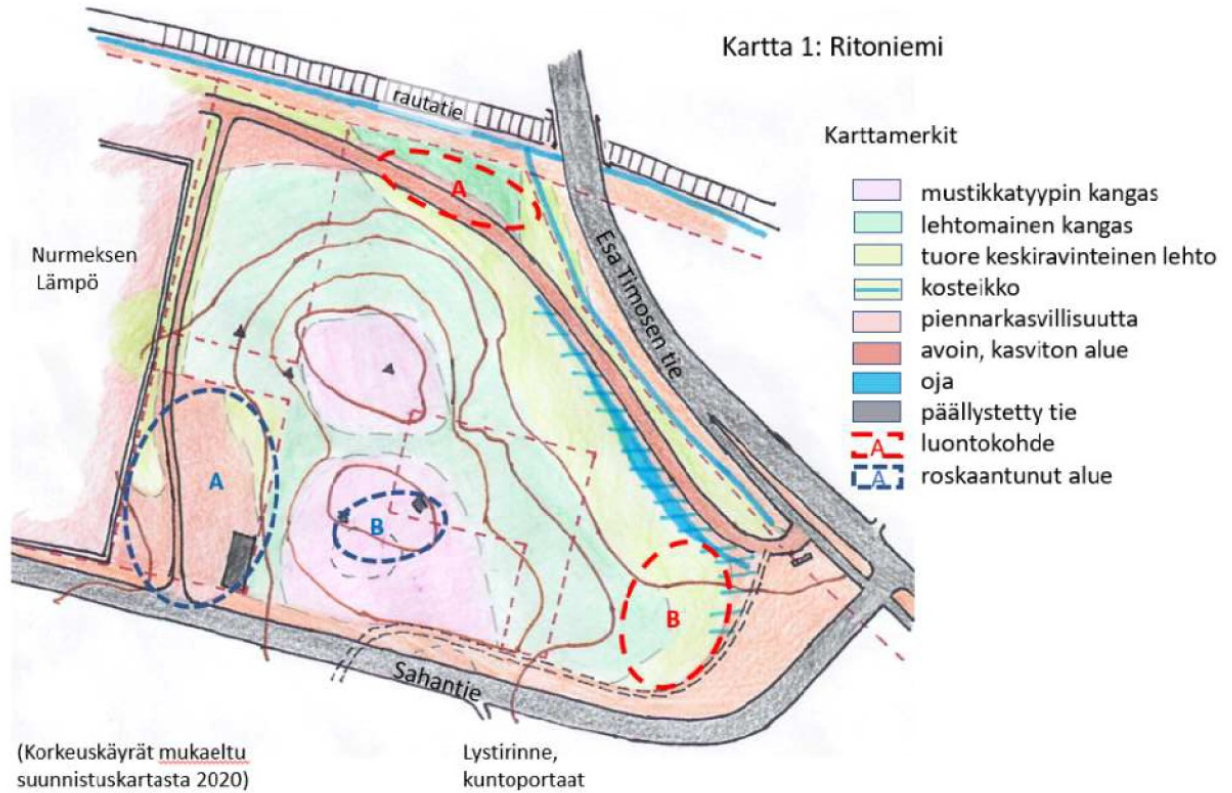 Kartta 1: Ritoniemi
rautatie
Karttamerkit
mustikkatyypin kangas
lehtomainen kangas
tuore keskiravinteinen lehto
kosteikko
piennarkasvillisuutta
avoin, kasviton alue
oja
päällystetty tie
A luontokohde
A roskaantunut alue
A
Esa Timosen tie
Nurmeksen
Lämpö
A
B
B
Sahantie
(Korkeuskäyrät mukaeltu
suunnistuskartasta 2020)
Lystirinne,
kuntoportaat